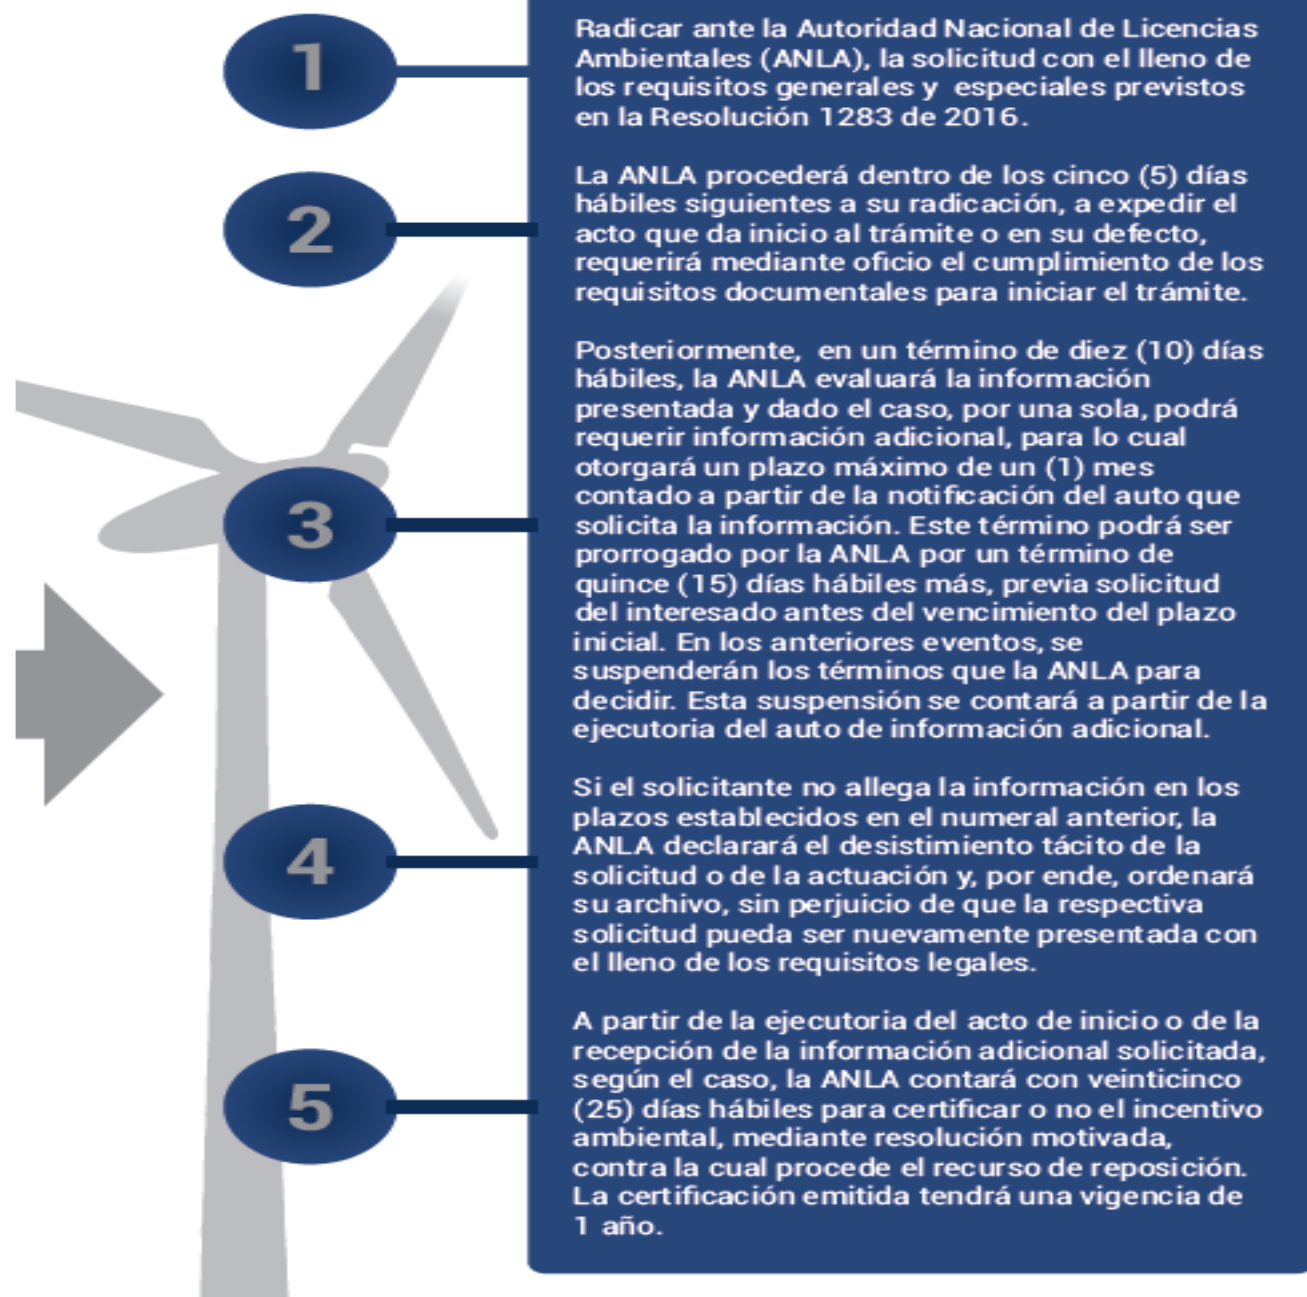 1
Radicar ante la Autoridad Nacional de Licencias
Ambientales (ANLA), la solicitud con el lleno de
los requisitos generales y especiales previstos
en la Resolución 1283 de 2016.
2
La ANLA procederá dentro de los cinco (5) días
hábiles siguientes a su radicación, a expedir el
acto que da inicio al trámite o en su defecto,
requerirá mediante oficio el cumplimiento de los
requisitos documentales para iniciar el trámite.
3
Posteriormente, en un término de diez (10) días
hábiles, la ANLA evaluará la información
presentada y dado el caso, por una sola, podrá
requerir información adicional, para lo cual
otorgará un plazo máximo de un (1) mes
contado a partir de la notificación del auto que
solicita la información. Este término podrá ser
prorrogado por la ANLA por un término de
quince (15) días hábiles más, previa solicitud
del interesado antes del vencimiento del plazo
inicial. En los anteriores eventos, se
suspenderán los términos que la ANLA para
decidir. Esta suspensión se contará a partir de la
ejecutoria del auto de información adicional.
4
Si el solicitante no allega la información en los
plazos establecidos en el numeral anterior, la
ANLA declarará el desistimiento tácito de la
solicitud o de la actuación y, por ende, ordenará
su archivo, sin perjuicio de que la respectiva
solicitud pueda ser nuevamente presentada con
el lleno de los requisitos legales.
5
A partir de la ejecutoria del acto de inicio o de la
recepción de la información adicional solicitada,
según el caso, la ANLA contará con veinticinco
(25) días hábiles para certificar o no el incentivo
ambiental, mediante resolución motivada,
contra la cual procede el recurso de reposición.
La certificación emitida tendrá una vigencia de
1 año.